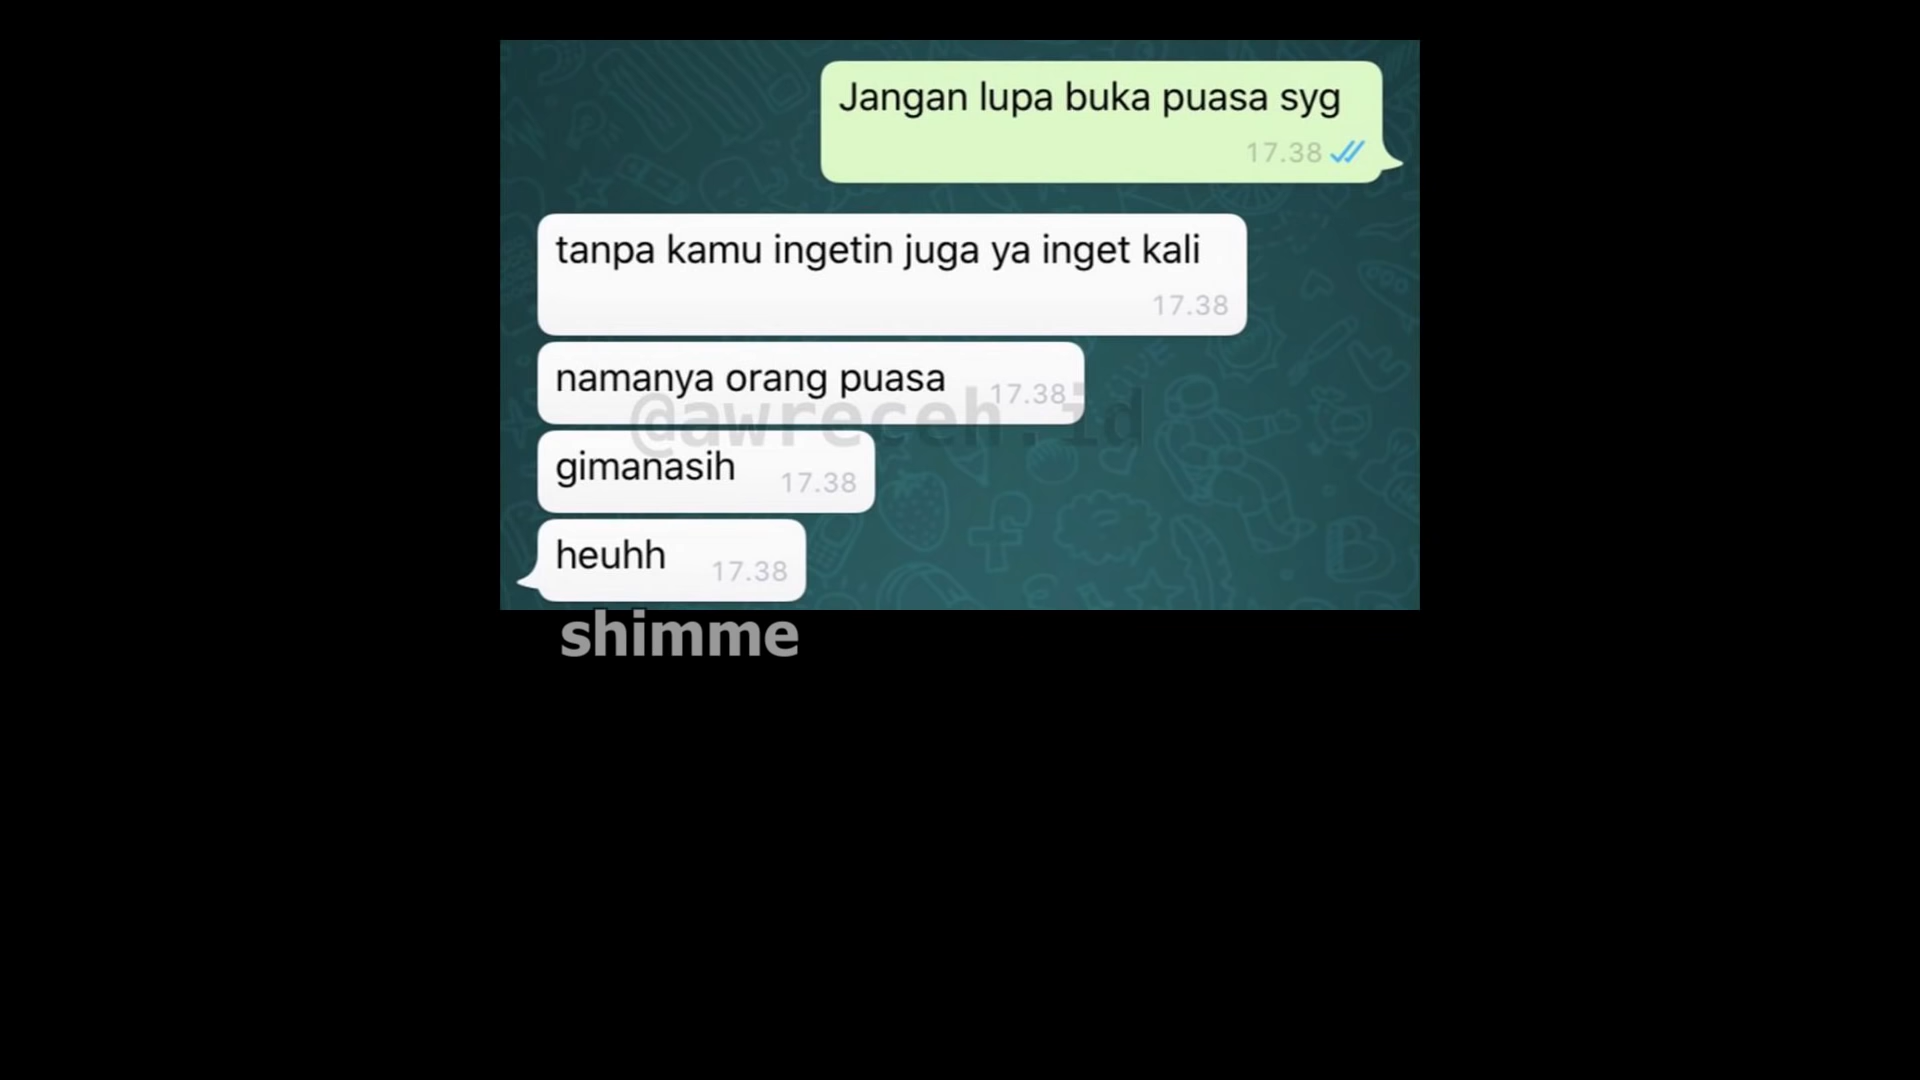 Jangan lupa buka puasa syg
17.38
tanpa kamu ingetin juga ya inget kali
17.38
namanya orang puasa 17.38
@awreceh.id
gimanasih 17.38
heuhh 17.38
shimme